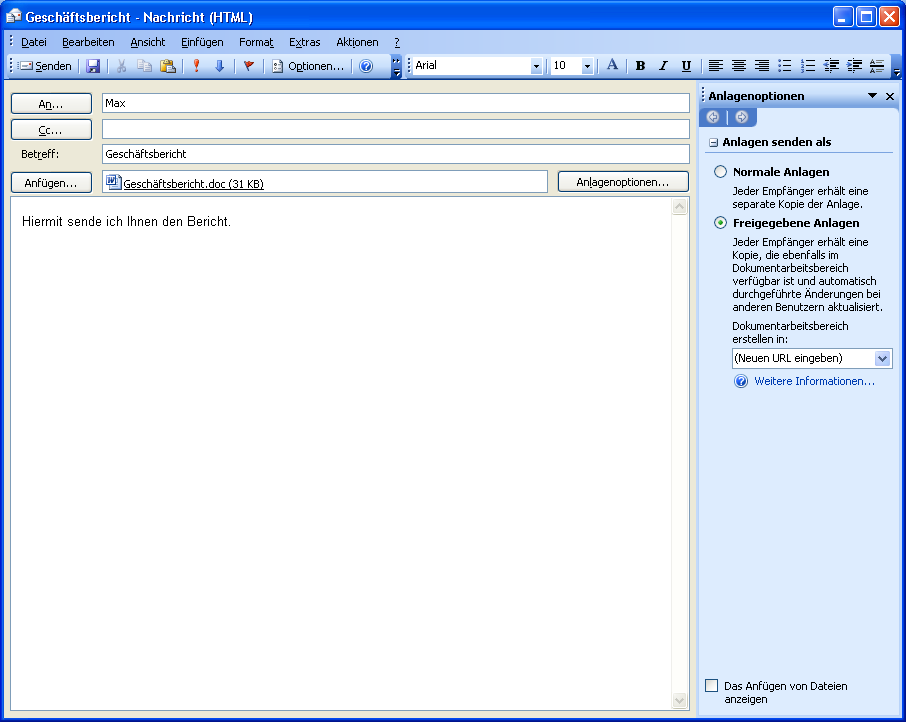 Geschäftsbericht - Nachricht (HTML)
Datei Bearbeiten Ansicht Einfügen Format Extras Aktionen ?
Senden Optionen... Arial 10 A B I U
An... Max
Cc...
Betreff: Geschäftsbericht
Anfügen... Geschäftsbericht.doc (31 KB) Anlagenoptionen...
Hiermit sende ich Ihnen den Bericht.
Anlagenoptionen
Anlagen senden als
Normale Anlagen
Jeder Empfänger erhält eine
separate Kopie der Anlage.
Freigegebene Anlagen
Jeder Empfänger erhält eine
Kopie, die ebenfalls im
Dokumentarbeitsbereich
verfügbar ist und automatisch
durchgeführte Änderungen bei
anderen Benutzern aktualisiert.
Dokumentarbeitsbereich
erstellen in:
(Neuen URL eingeben)
Weitere Informationen...
Das Anfügen von Dateien
anzeigen